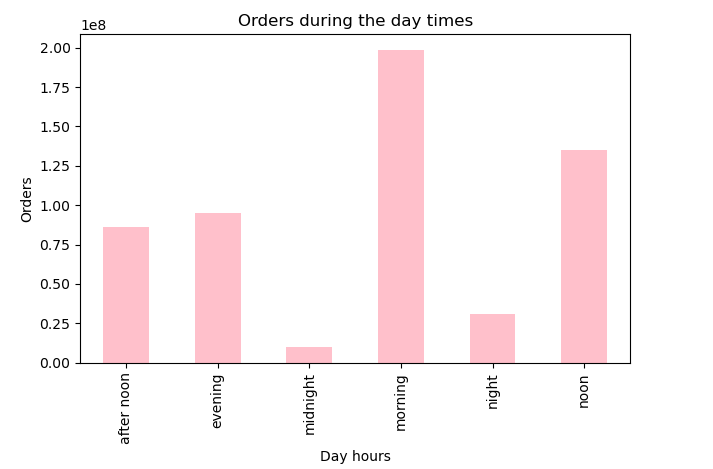 Orders during the day times
1e8
2.00
1.75
1.50
1.25
1.00
0.75
0.50
0.25
0.00
Orders
after noon
evening
midnight
morning
night
noon
Day hours